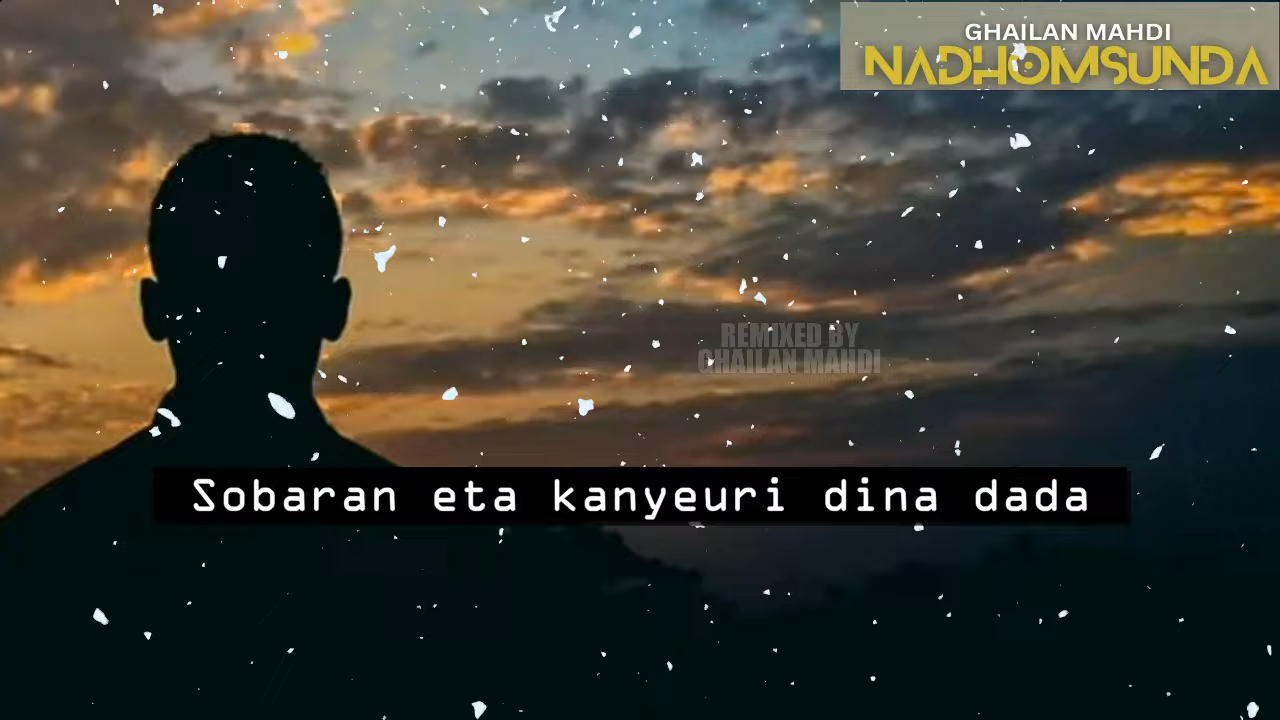 GHAILAN MAHDI
NADHOMSUNDA
REMIXED BY
GHAILAN MAHDI
Sobaran eta kanyeuri dina dada